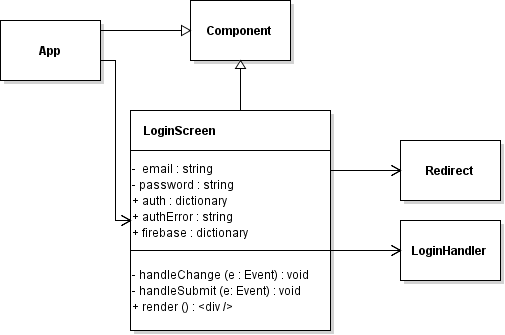 App
Component
LoginScreen
- email : string
- password : string
+ auth : dictionary
+ authError : string
+ firebase : dictionary
- handleChange (e : Event) : void
- handleSubmit (e: Event) : void
+ render () : <div />
Redirect
LoginHandler